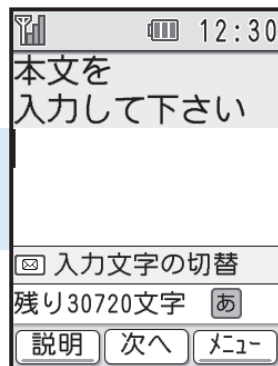 12:30
本文を
入力して下さい
入力文字の切替
残り30720文字 あ
説明 次へ メニュー